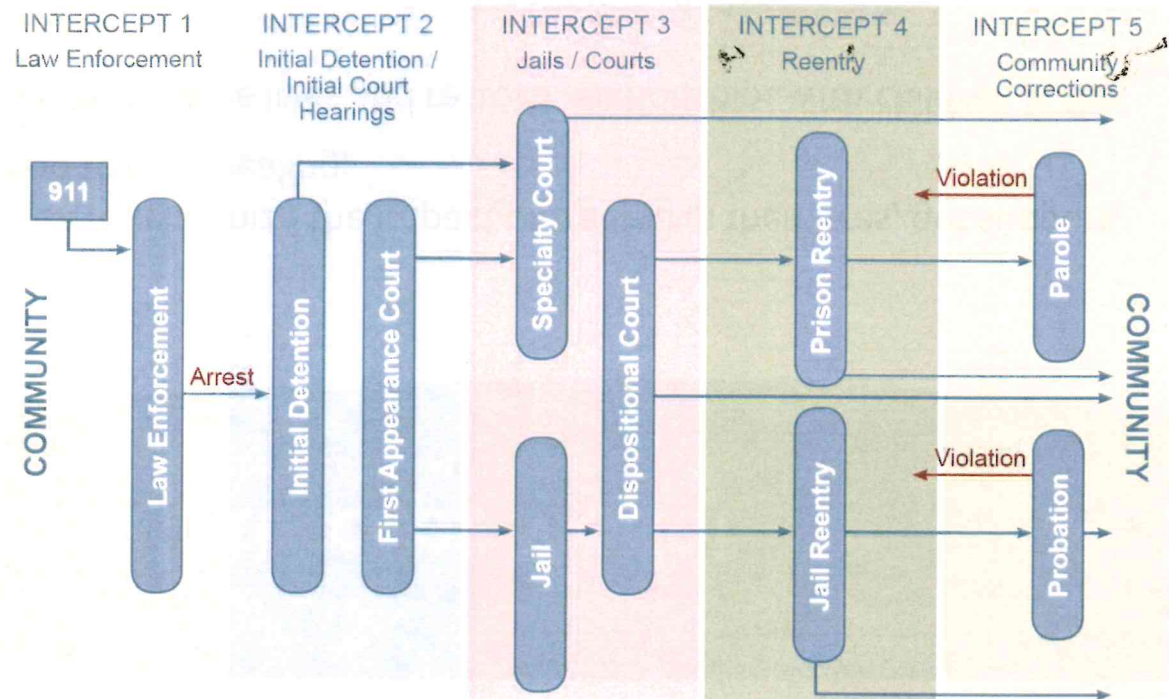 INTERCEPT 1
Law Enforcement
INTERCEPT 2
Initial Detention /
Initial Court
Hearings
INTERCEPT 3
Jails / Courts
INTERCEPT 4
Reentry
INTERCEPT 5
Community
Corrections
911
COMMUNITY
Law Enforcement
Arrest
Initial Detention
First Appearance Court
Specialty Court
Jail
Dispositional Court
Prison Reentry
Jail Reentry
Violation
Parole
Violation
Probation
COMMUNITY